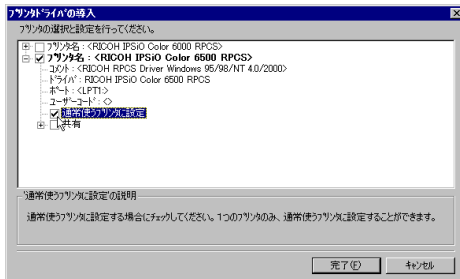 プリンタドライバの導入
プリンタの選択と設定を行ってください。
プリンタ名 : <RICOH IPSiO Color 6000 RPCS>
プリンタ名 : <RICOH IPSiO Color 6500 RPCS>
コメント : <RICOH RPCS Driver Windows 95/98/NT 4.0/2000>
ドライバ : RICOH IPSiO Color 6500 RPCS
ポート : <LPT1:>
ユーザーコード : <>
通常使うプリンタに設定
共有
'通常使うプリンタに設定'の説明
通常使うプリンタに設定する場合にチェックしてください。1つのプリンタのみ、通常使うプリンタに設定することができます。
完了(F)
キャンセル